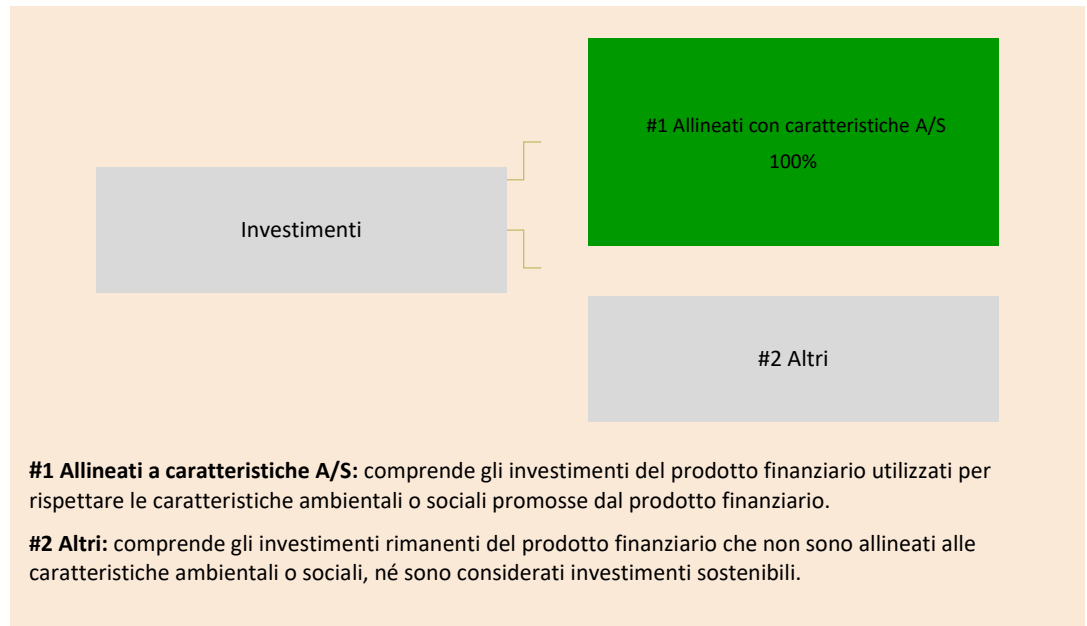 #1 Allineati con caratteristiche A/S
100%
Investimenti
#2 Altri
#1 Allineati a caratteristiche A/S: comprende gli investimenti del prodotto finanziario utilizzati per
rispettare le caratteristiche ambientali o sociali promosse dal prodotto finanziario.
#2 Altri: comprende gli investimenti rimanenti del prodotto finanziario che non sono allineati alle
caratteristiche ambientali o sociali, né sono considerati investimenti sostenibili.